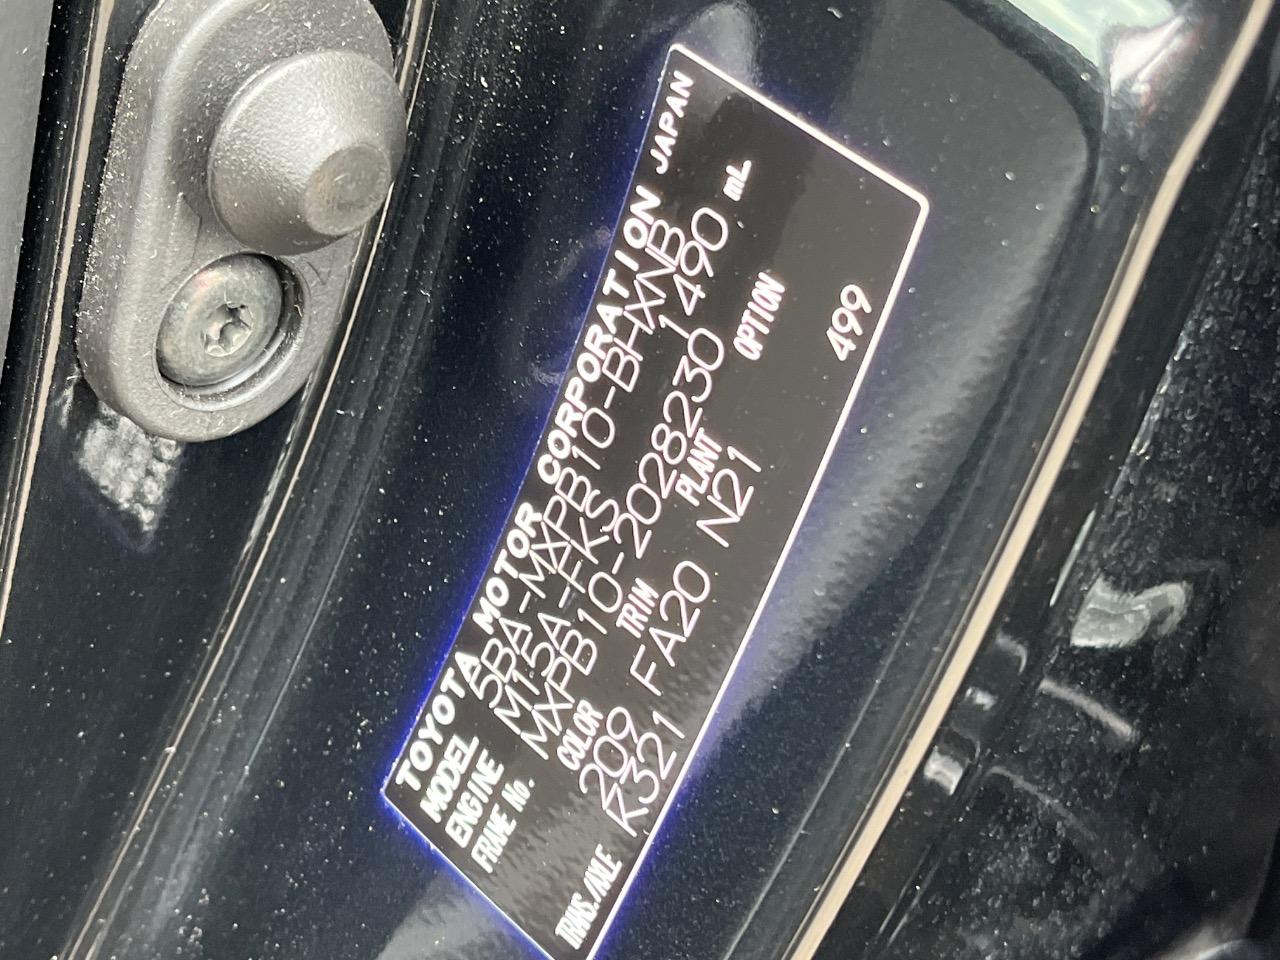 TOYOTA MOTOR CORPORATION JAPAN
MODEL 5BA-MXPB10-BHXNB
ENGINE M15A-FKS 1490 mL
FRAME No. MXPB10-2028230
COLOR TRIM PLANT OPTION
209 FA20 N21
TRANS./AXLE K321 499